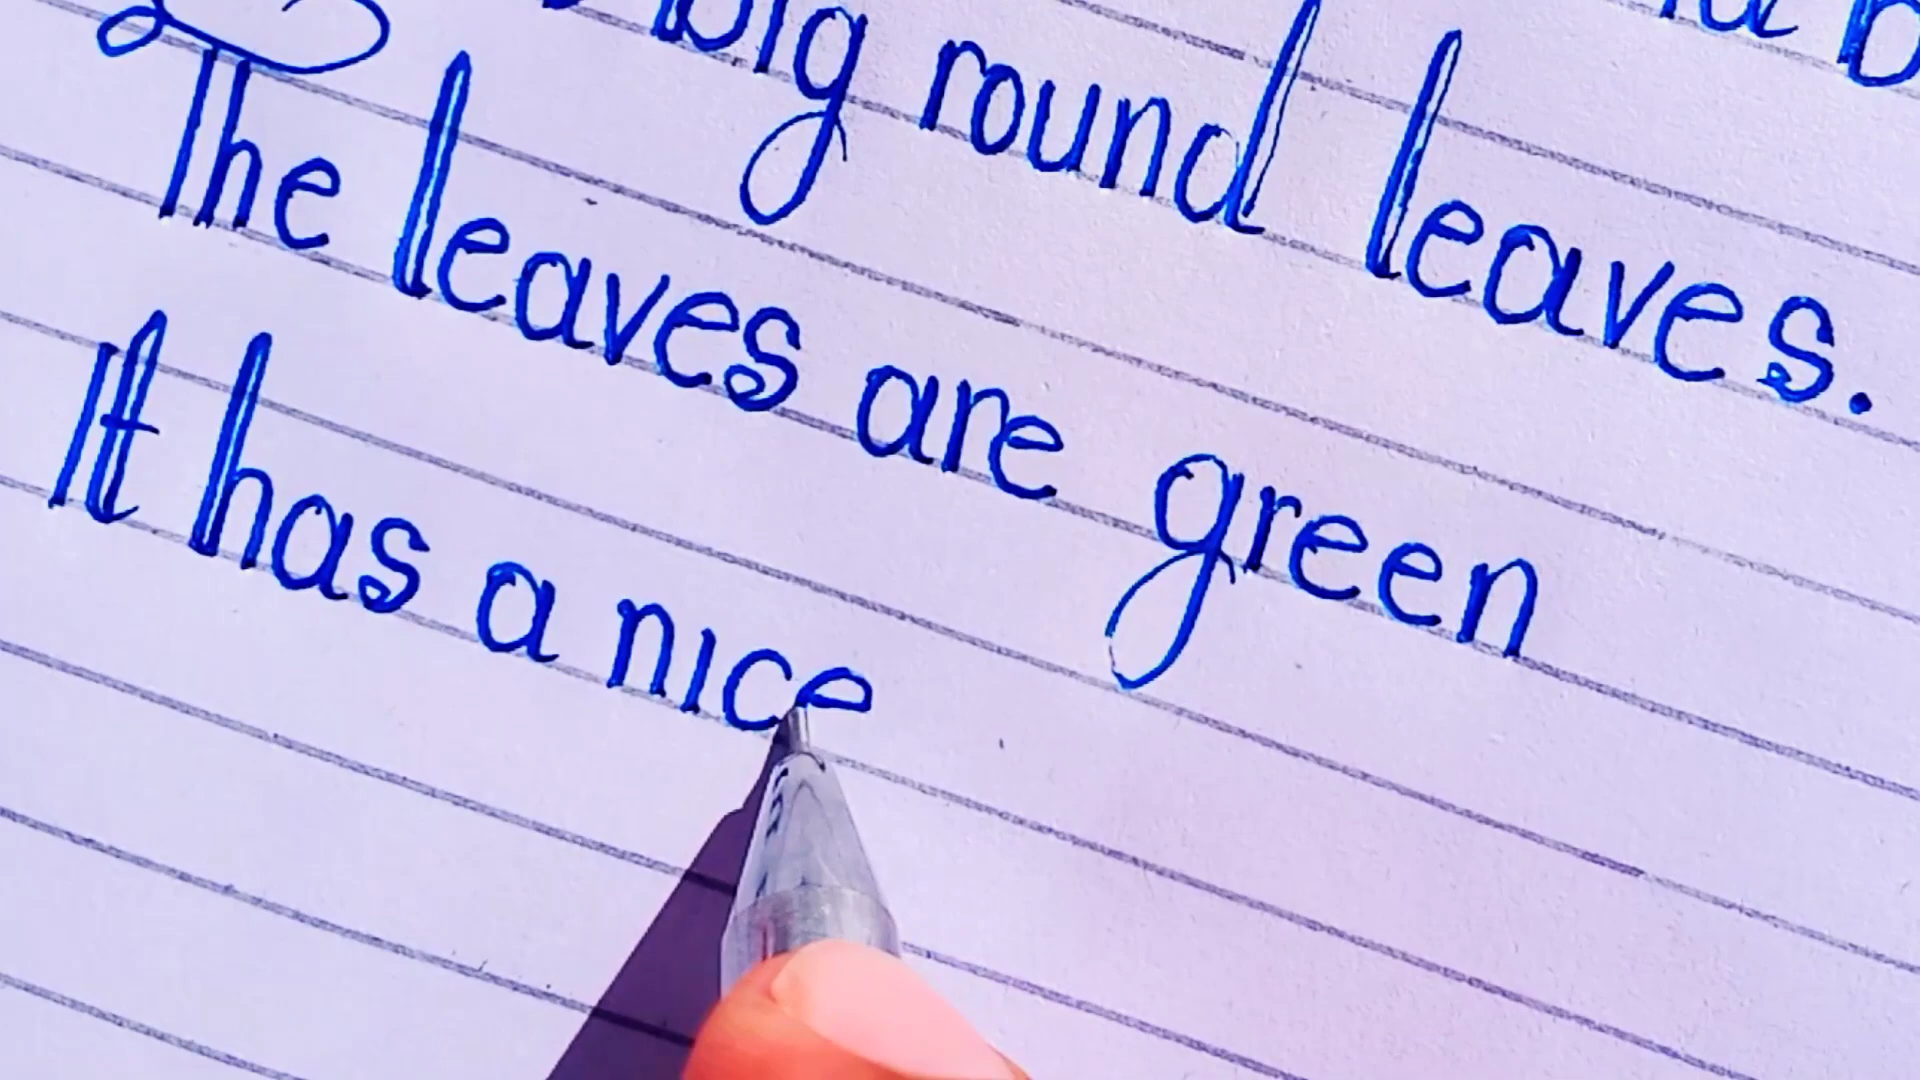 big round leaves.
The leaves are green
It has a nice